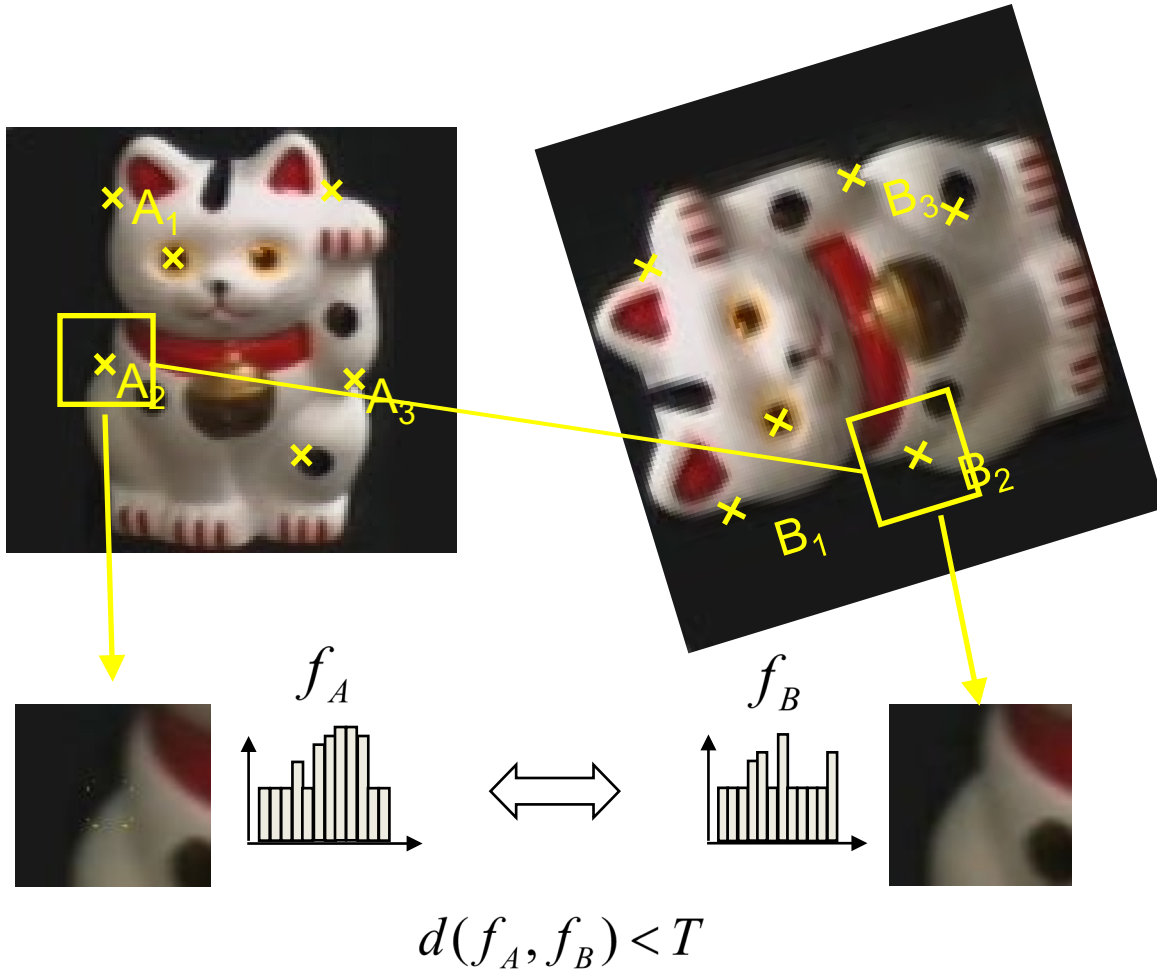 A₁
A₂
A₃
B₃
B₂
B₁
f_A
f_B
d(f_A, f_B) < T